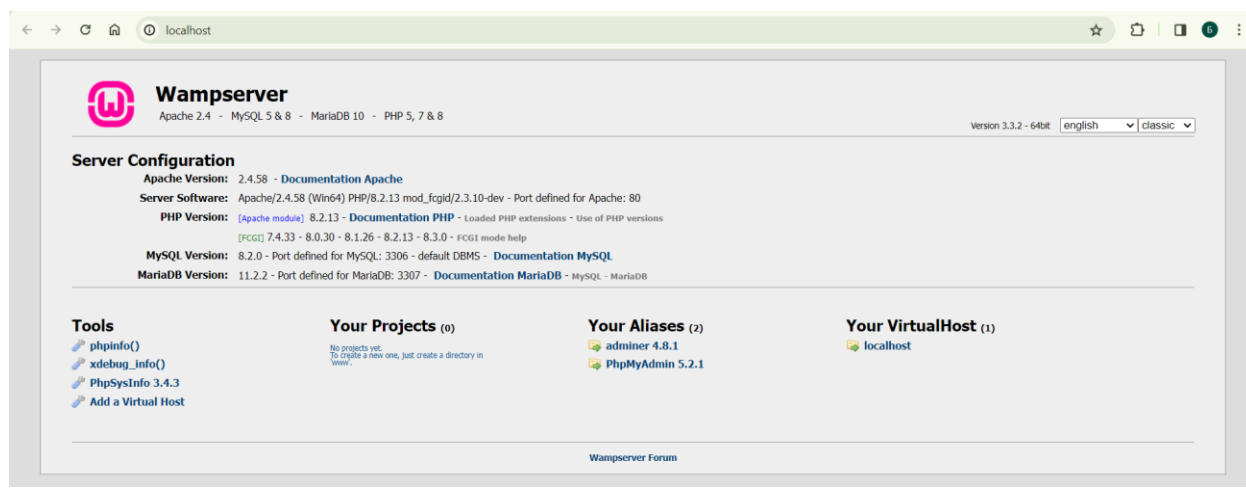 localhost
Б
Wampserver
Apache 2.4 - MySQL 5 & 8 - MariaDB 10 - PHP 5, 7 & 8
Version 3.3.2 - 64bit english classic
Server Configuration
Apache Version: 2.4.58 - Documentation Apache
Server Software: Apache/2.4.58 (Win64) PHP/8.2.13 mod_fcgid/2.3.10-dev - Port defined for Apache: 80
PHP Version: [Apache module] 8.2.13 - Documentation PHP - Loaded PHP extensions - Use of PHP versions
[FCGI] 7.4.33 - 8.0.30 - 8.1.26 - 8.2.13 - 8.3.0 - FCGI mode help
MySQL Version: 8.2.0 - Port defined for MySQL: 3306 - default DBMS - Documentation MySQL
MariaDB Version: 11.2.2 - Port defined for MariaDB: 3307 - Documentation MariaDB - MySQL - MariaDB
Tools
phpinfo()
xdebug_info()
PhpSysInfo 3.4.3
Add a Virtual Host
Your Projects (0)
No projects yet.
To create a new one, just create a directory in
'www'.
Your Aliases (2)
adminer 4.8.1
PhpMyAdmin 5.2.1
Your VirtualHost (1)
localhost
Wampserver Forum